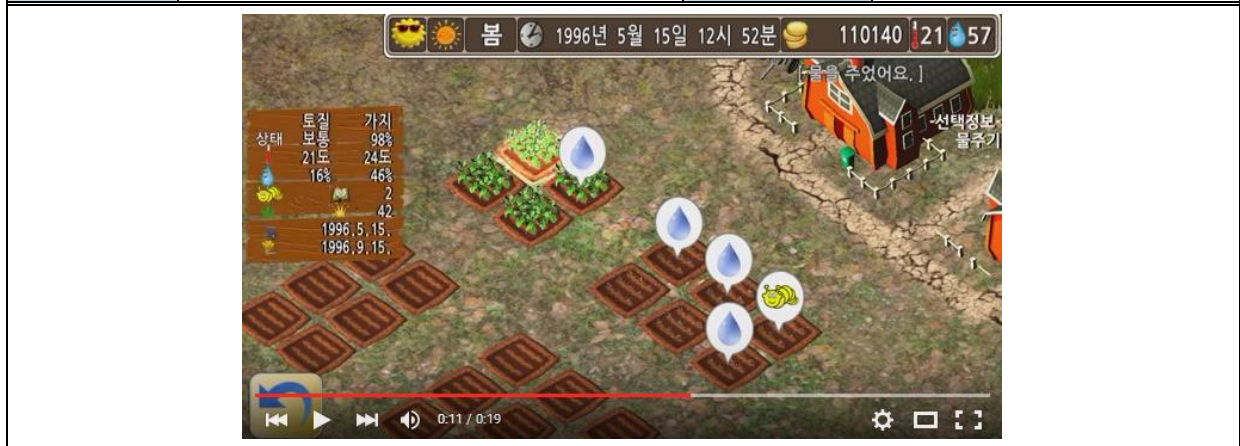 봄 1996년 5월 15일 12시 52분 110140 21 57
[ 물을 주었어요. ]
-선택정보-
물주기
토질 가지
상태 보통 98%
21도 24도
16% 46%
2
42
1996.5.15.
1996.9.15.
0:11 / 0:19